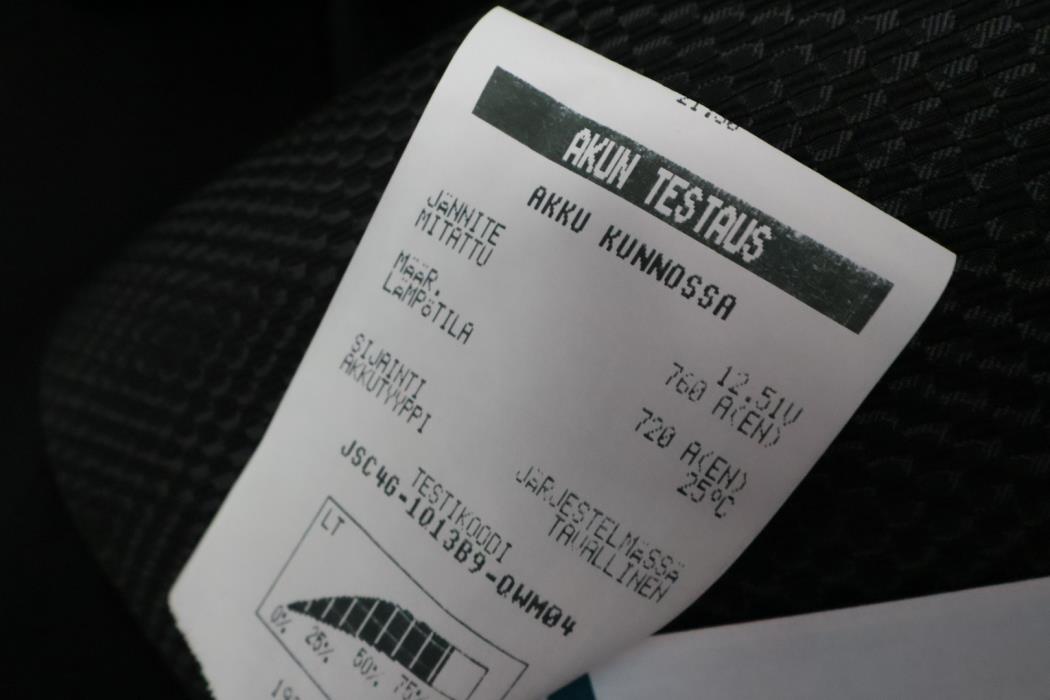 AKUN TESTAUS
AKKU KUNNOSSA
JÄNNITE 12.51V
MITATTU 760 A(EN)
MÄÄR. 720 A(EN)
LÄMPÖTILA 25°C
SIJAINTI JÄRJESTELMÄSSÄ
AKKUTYYPPI TAVALLINEN
TESTIKOODI
JSC4G-1013B9-QWM04
LT
0% 25% 50% 75%